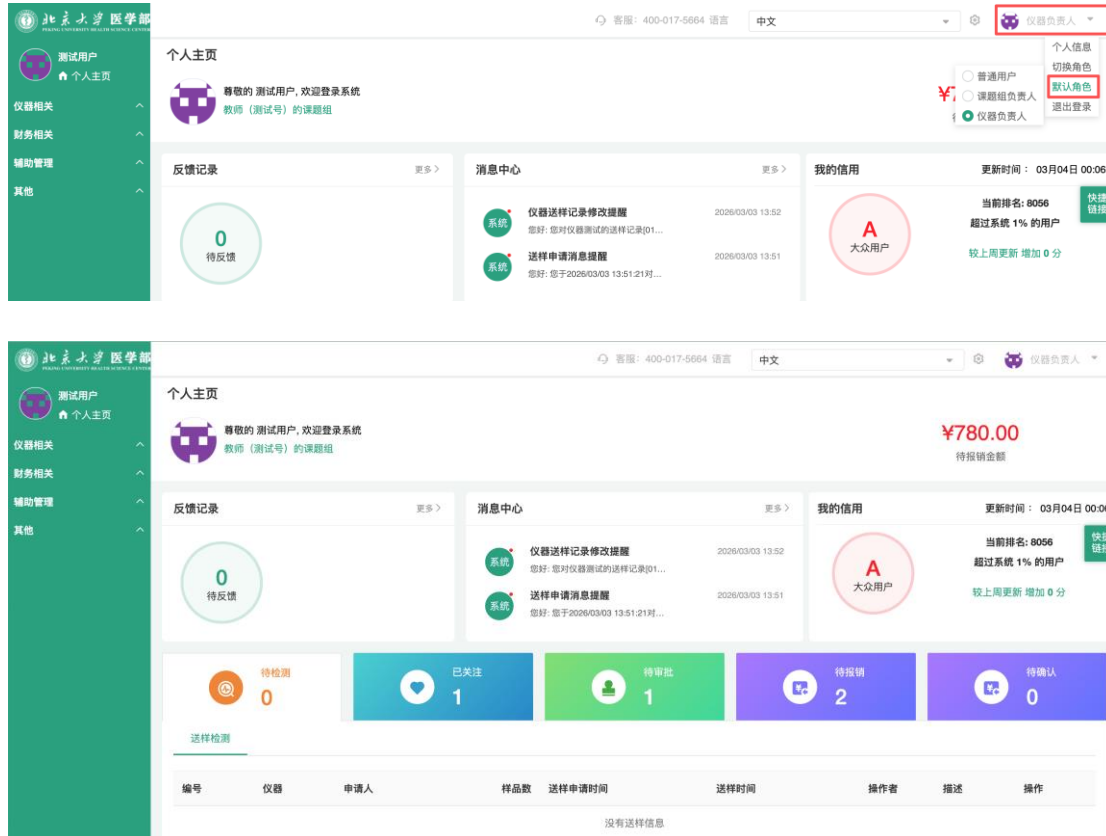 北京大学 医学部
PEKING UNIVERSITY HEALTH SCIENCE CENTER
客服：400-017-5664 语言 中文 仪器负责人
测试用户
个人主页
仪器相关
财务相关
辅助管理
其他
个人主页
尊敬的 测试用户, 欢迎登录系统
教师（测试号）的课题组
个人信息
切换角色
默认角色
退出登录
普通用户
课题组负责人
仪器负责人
反馈记录 更多
0
待反馈
消息中心 更多
系统 仪器送样记录修改提醒 2026/03/03 13:52
您好: 您对仪器测试的送样记录[01...
系统 送样申请消息提醒 2026/03/03 13:51
您好: 您于2026/03/03 13:51:21对...
我的信用 更新时间： 03月04日 00:06
A
大众用户
当前排名: 8056
超过系统 1% 的用户
较上周更新 增加 0 分
快捷
链接
北京大学 医学部
PEKING UNIVERSITY HEALTH SCIENCE CENTER
客服：400-017-5664 语言 中文 仪器负责人
测试用户
个人主页
仪器相关
财务相关
辅助管理
其他
个人主页
尊敬的 测试用户, 欢迎登录系统
教师（测试号）的课题组
¥780.00
待报销金额
反馈记录 更多
0
待反馈
消息中心 更多
系统 仪器送样记录修改提醒 2026/03/03 13:52
您好: 您对仪器测试的送样记录[01...
系统 送样申请消息提醒 2026/03/03 13:51
您好: 您于2026/03/03 13:51:21对...
我的信用 更新时间： 03月04日 00:06
A
大众用户
当前排名: 8056
超过系统 1% 的用户
较上周更新 增加 0 分
快捷
链接
待检测
0
已关注
1
待审批
1
待报销
2
待确认
0
送样检测
编号 仪器 申请人 样品数 送样申请时间 送样时间 操作者 描述 操作
没有送样信息